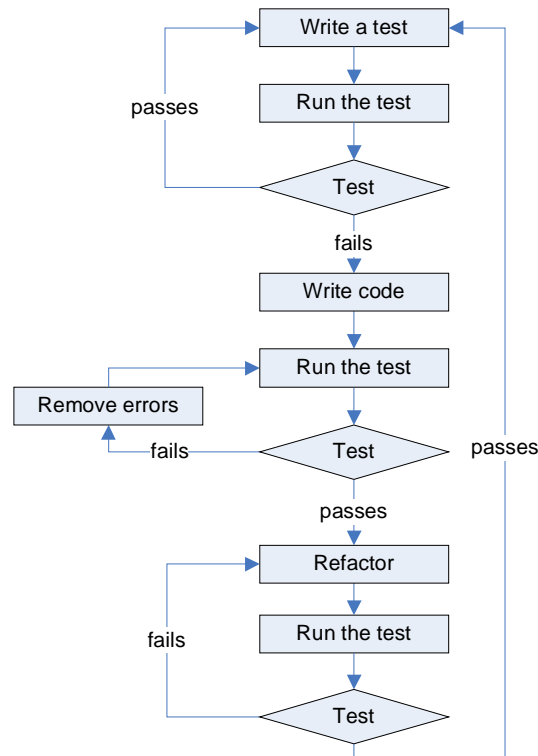 Write a test
passes
Run the test
Test
fails
Write code
Run the test
Remove errors
fails
Test
passes
passes
Refactor
fails
Run the test
Test